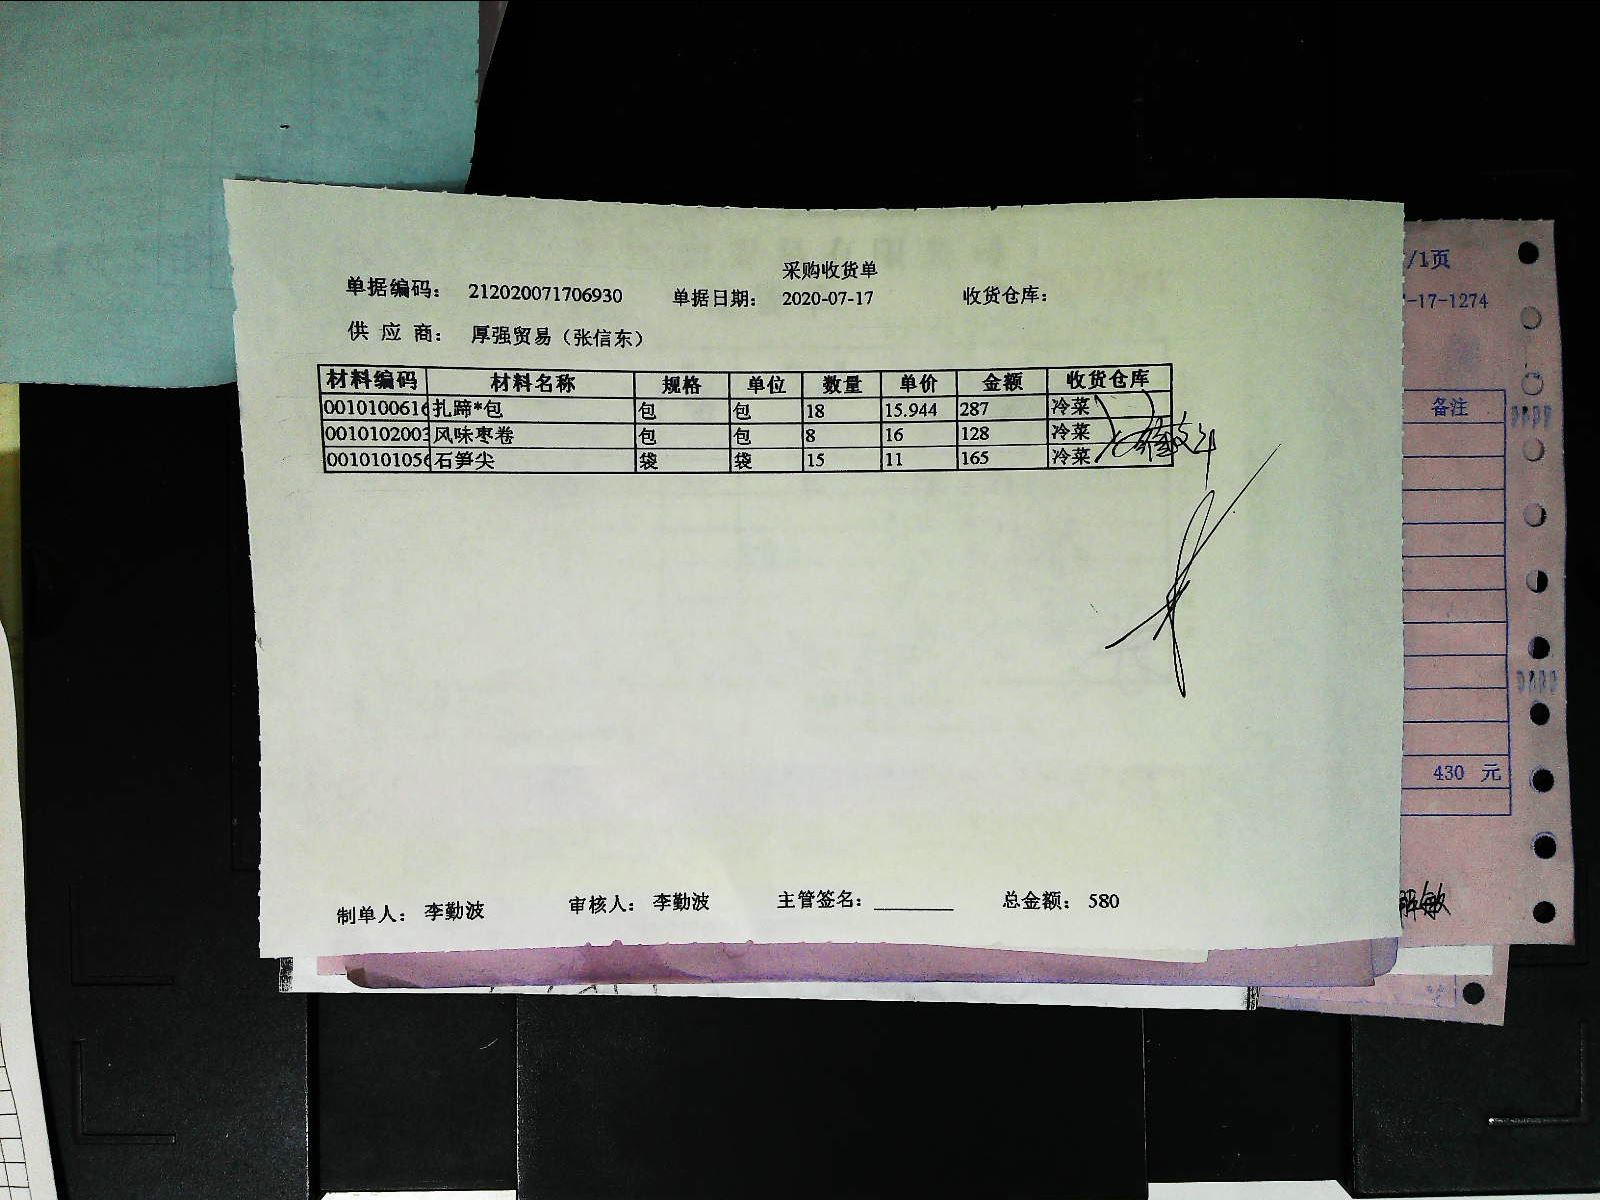 采购收货单
单据编码： 212020071706930 单据日期： 2020-07-17 收货仓库：
供 应 商： 厚强贸易（张信东）
材料编码 材料名称 规格 单位 数量 单价 金额 收货仓库
0010100616 扎蹄*包 包 包 18 15.944 287 冷菜
0010102003 风味枣卷 包 包 8 16 128 冷菜
0010101056 石笋尖 袋 袋 15 11 165 冷菜
制单人： 李勤波 审核人： 李勤波 主管签名：________ 总金额： 580
/1页
-17-1274
备注
430 元